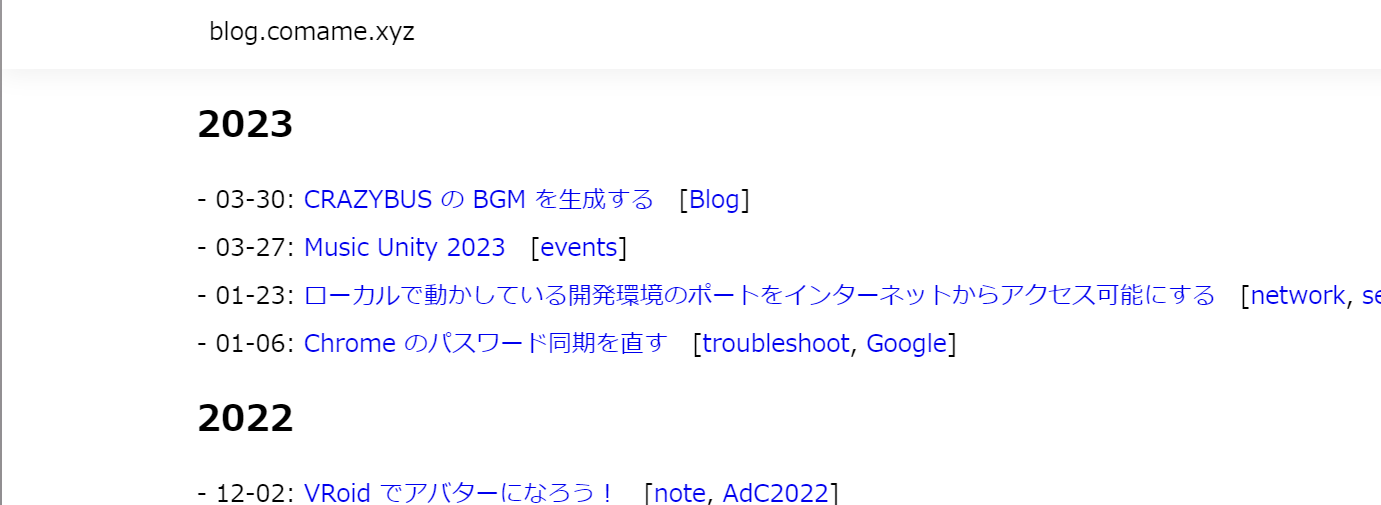 blog.comame.xyz
2023
- 03-30: CRAZYBUS の BGM を生成する [Blog]
- 03-27: Music Unity 2023 [events]
- 01-23: ローカルで動かしている開発環境のポートをインターネットからアクセス可能にする [network,
- 01-06: Chrome のパスワード同期を直す [troubleshoot, Google]
2022
- 12-02: VRoid でアバターになろう！ [note, AdC2022]